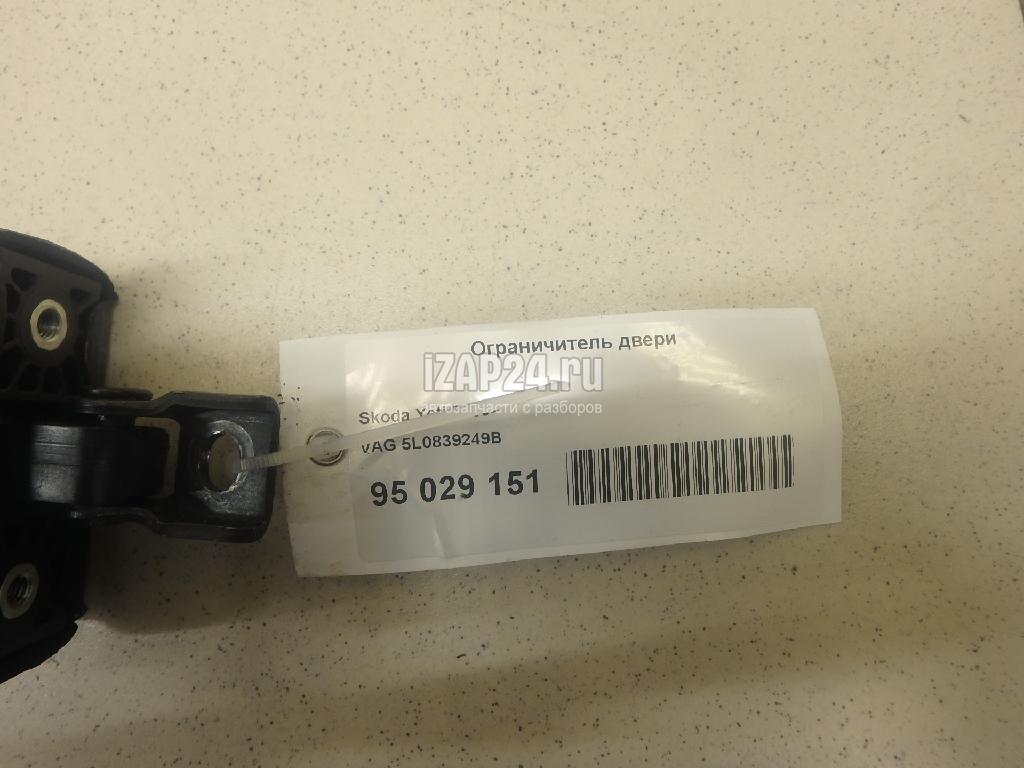 Ограничитель двери
iZAP24.ru
автозапчасти с разборов
Skoda
VAG 5L0839249B
95 029 151